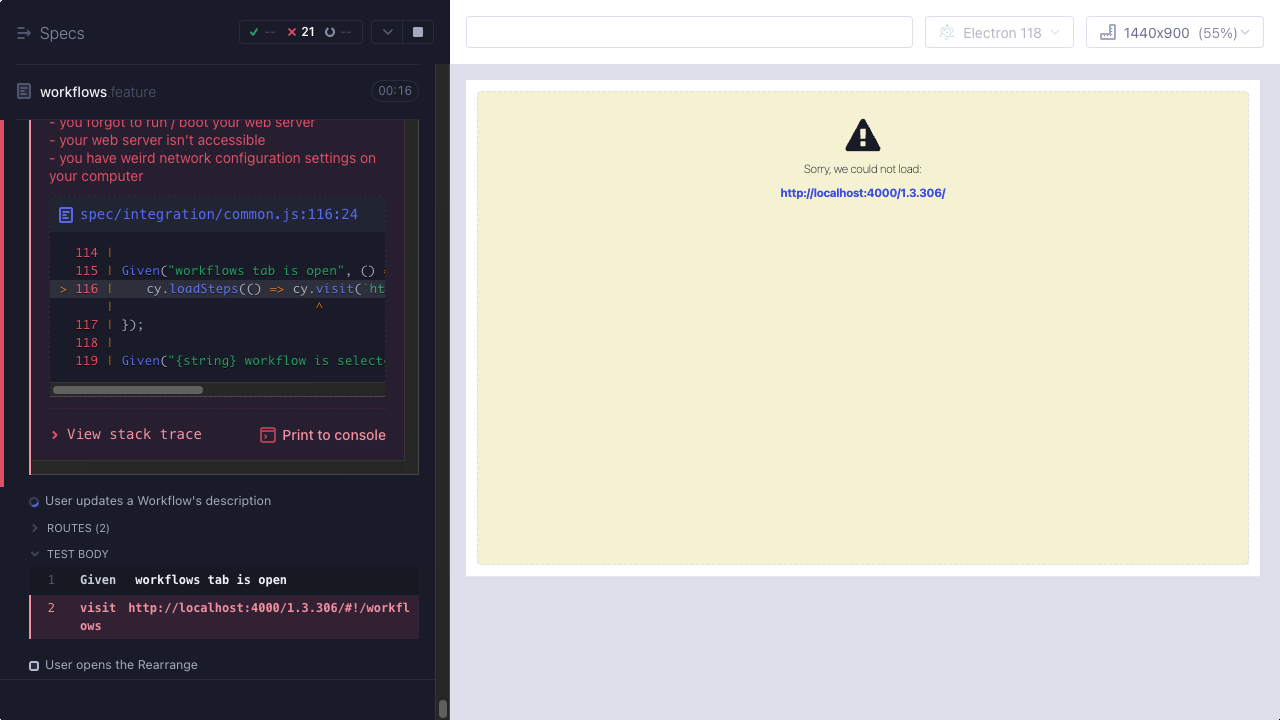 Specs
-- 21 --
Electron 118
1440x900 (55%)
workflows.feature
00:16
- you forgot to run / boot your web server
- your web server isn't accessible
- you have weird network configuration settings on
your computer
spec/integration/common.js:116:24
114 |
115 | Given("workflows tab is open", () =
> 116 |     cy.loadSteps(() => cy.visit(`ht
|                         ^
117 | });
118 |
119 | Given("{string} workflow is selecte
View stack trace
Print to console
User updates a Workflow's description
ROUTES (2)
TEST BODY
1 Given workflows tab is open
2 visit http://localhost:4000/1.3.306/#!/workfl
ows
User opens the Rearrange
Sorry, we could not load:
http://localhost:4000/1.3.306/